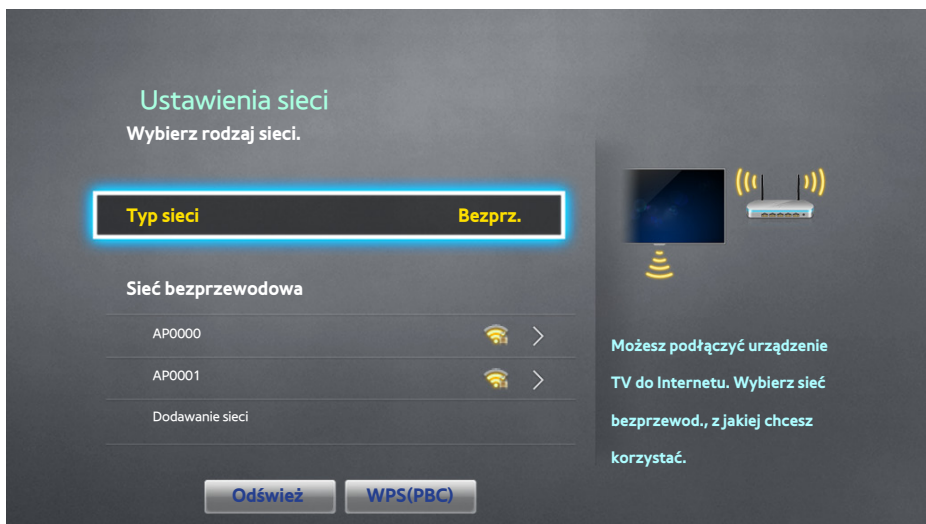 Ustawienia sieci
Wybierz rodzaj sieci.
Typ sieci Bezprz.
Sieć bezprzewodowa
AP0000
AP0001
Dodawanie sieci
Odśwież WPS(PBC)
Możesz podłączyć urządzenie
TV do Internetu. Wybierz sieć
bezprzewod., z jakiej chcesz
korzystać.